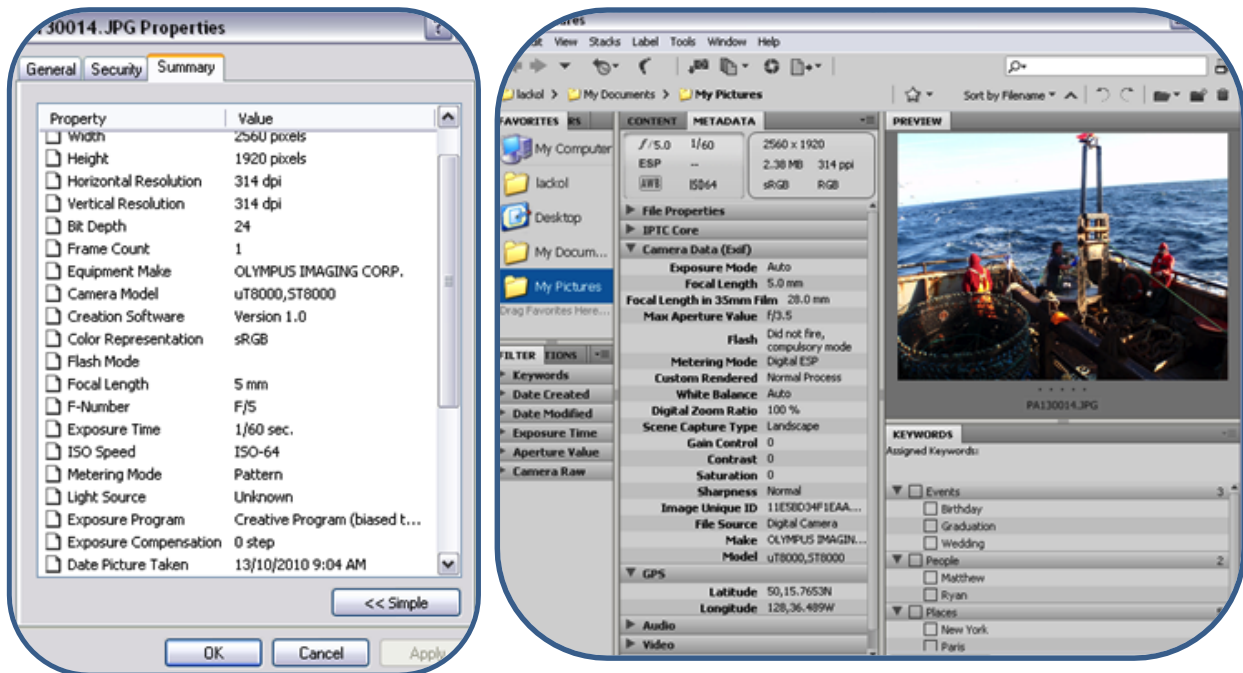 PA130014.JPG Properties
General Security Summary
Property Value
Width 2560 pixels
Height 1920 pixels
Horizontal Resolution 314 dpi
Vertical Resolution 314 dpi
Bit Depth 24
Frame Count 1
Equipment Make OLYMPUS IMAGING CORP.
Camera Model uT8000,ST8000
Creation Software Version 1.0
Color Representation sRGB
Flash Mode
Focal Length 5 mm
F-Number F/5
Exposure Time 1/60 sec.
ISO Speed ISO-64
Metering Mode Pattern
Light Source Unknown
Exposure Program Creative Program (biased t...
Exposure Compensation 0 step
Date Picture Taken 13/10/2010 9:04 AM
<< Simple
OK Cancel Apply
View Stacks Label Tools Window Help
Sort by Filename
lackol > My Documents > My Pictures
FAVORITES
My Computer
lackol
Desktop
My Docum...
My Pictures
Drag Favorites Here...
FILTER
Keywords
Date Created
Date Modified
Exposure Time
Aperture Value
Camera Raw
CONTENT METADATA
f/5.0 1/60 2560 x 1920
ESP -- 2.38 MB 314 ppi
AWB ISO64 sRGB RGB
File Properties
IPTC Core
Camera Data (Exif)
Exposure Mode Auto
Focal Length 5.0 mm
Focal Length in 35mm Film 28.0 mm
Max Aperture Value f/3.5
Flash Did not fire,
compulsory mode
Metering Mode Digital ESP
Custom Rendered Normal Process
White Balance Auto
Digital Zoom Ratio 100 %
Scene Capture Type Landscape
Gain Control 0
Contrast 0
Saturation 0
Sharpness Normal
Image Unique ID 11E5BD34F1EAA...
File Source Digital Camera
Make OLYMPUS IMAGIN...
Model uT8000,ST8000
GPS
Latitude 50,15.7653N
Longitude 128,36.489W
Audio
Video
PREVIEW
PA130014.JPG
KEYWORDS
Assigned Keywords:
Events 3
Birthday
Graduation
Wedding
People 2
Matthew
Ryan
Places
New York
Paris